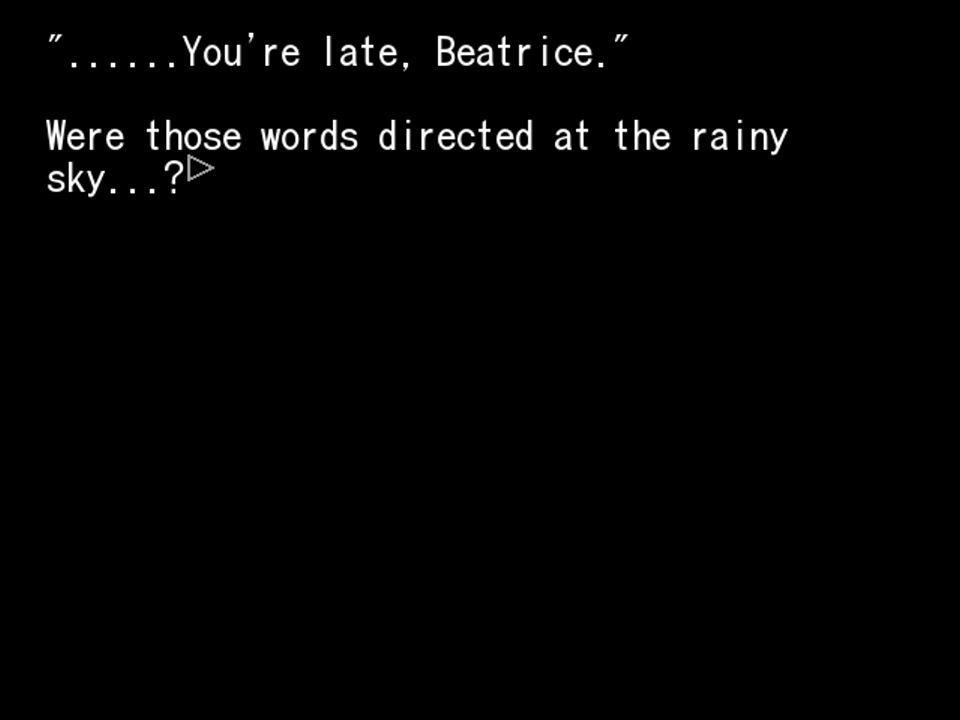 "......You're late, Beatrice."
Were those words directed at the rainy
sky...?